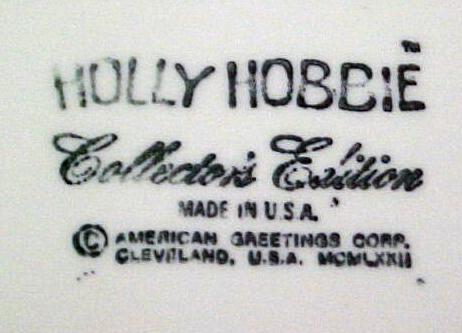 HOLLY HOBBIE™
Collector's Edition
MADE IN U.S.A.
© AMERICAN GREETINGS CORP.
CLEVELAND, U.S.A. MCMLXXII